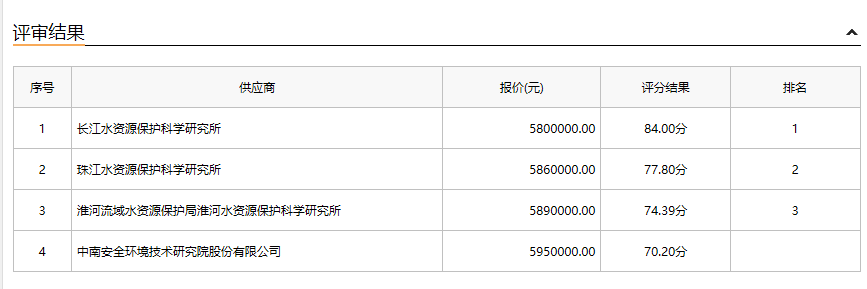 评审结果
序号 供应商 报价(元) 评分结果 排名
1 长江水资源保护科学研究所 5800000.00 84.00分 1
2 珠江水资源保护科学研究所 5860000.00 77.80分 2
3 淮河流域水资源保护局淮河水资源保护科学研究所 5890000.00 74.39分 3
4 中南安全环境技术研究院股份有限公司 5950000.00 70.20分